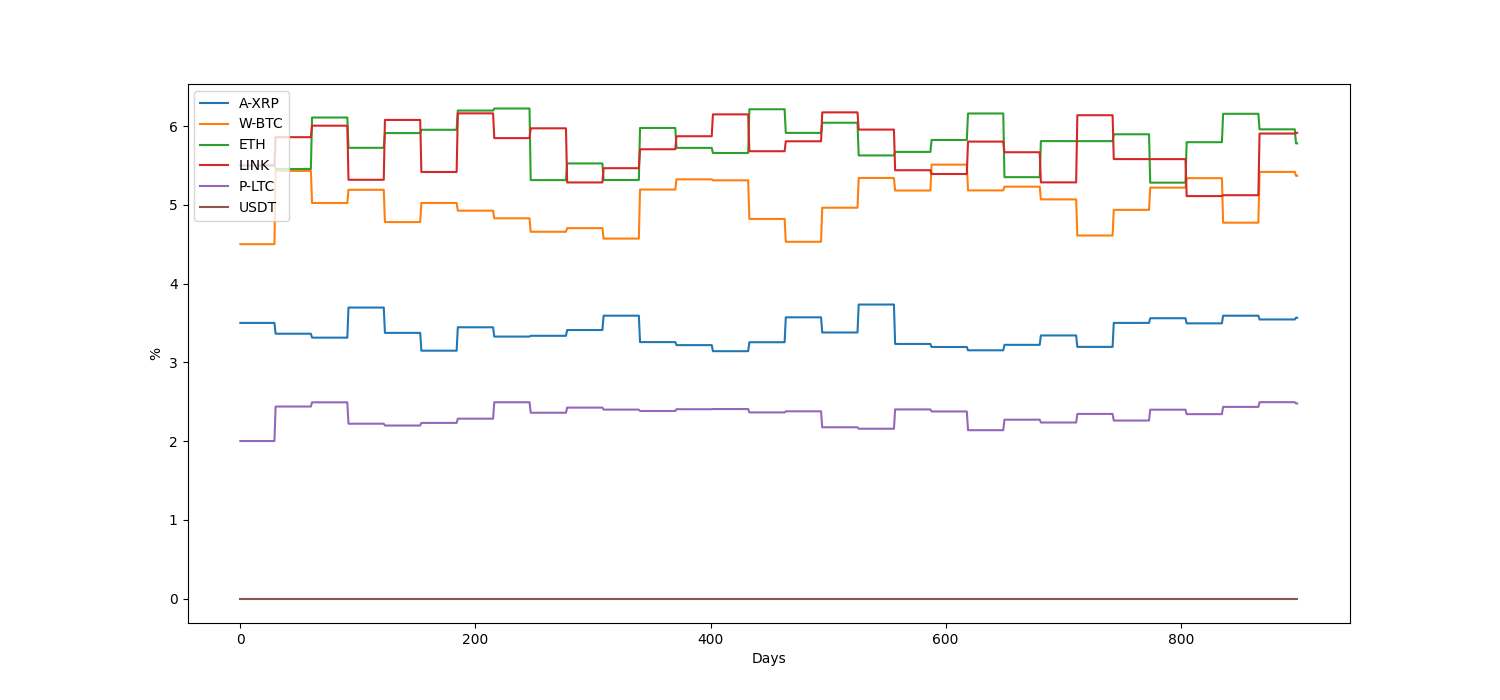 A-XRP
W-BTC
ETH
LINK
P-LTC
USDT
6
5
4
3
2
1
0
%
0 200 400 600 800
Days